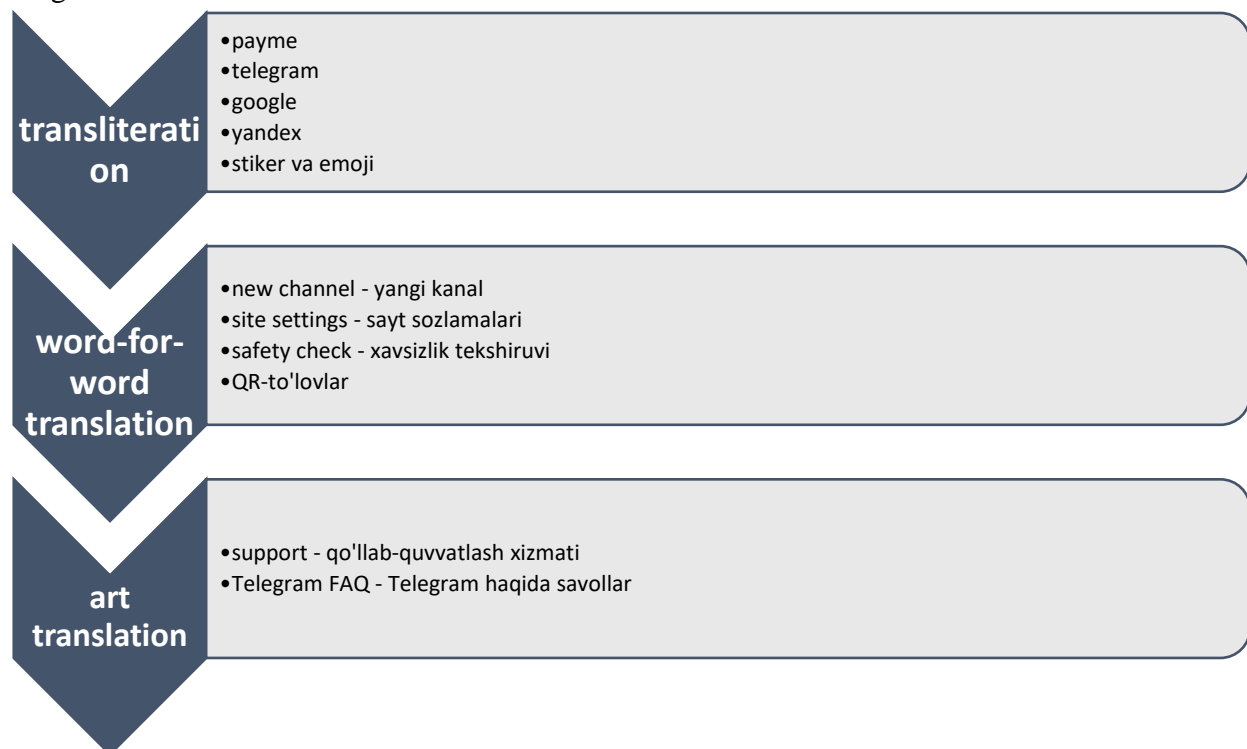 transliterati
on
•payme
•telegram
•google
•yandex
•stiker va emoji
word-for-
word
translation
•new channel - yangi kanal
•site settings - sayt sozlamalari
•safety check - xavsizlik tekshiruvi
•QR-to'lovlar
art
translation
•support - qo'llab-quvvatlash xizmati
•Telegram FAQ - Telegram haqida savollar